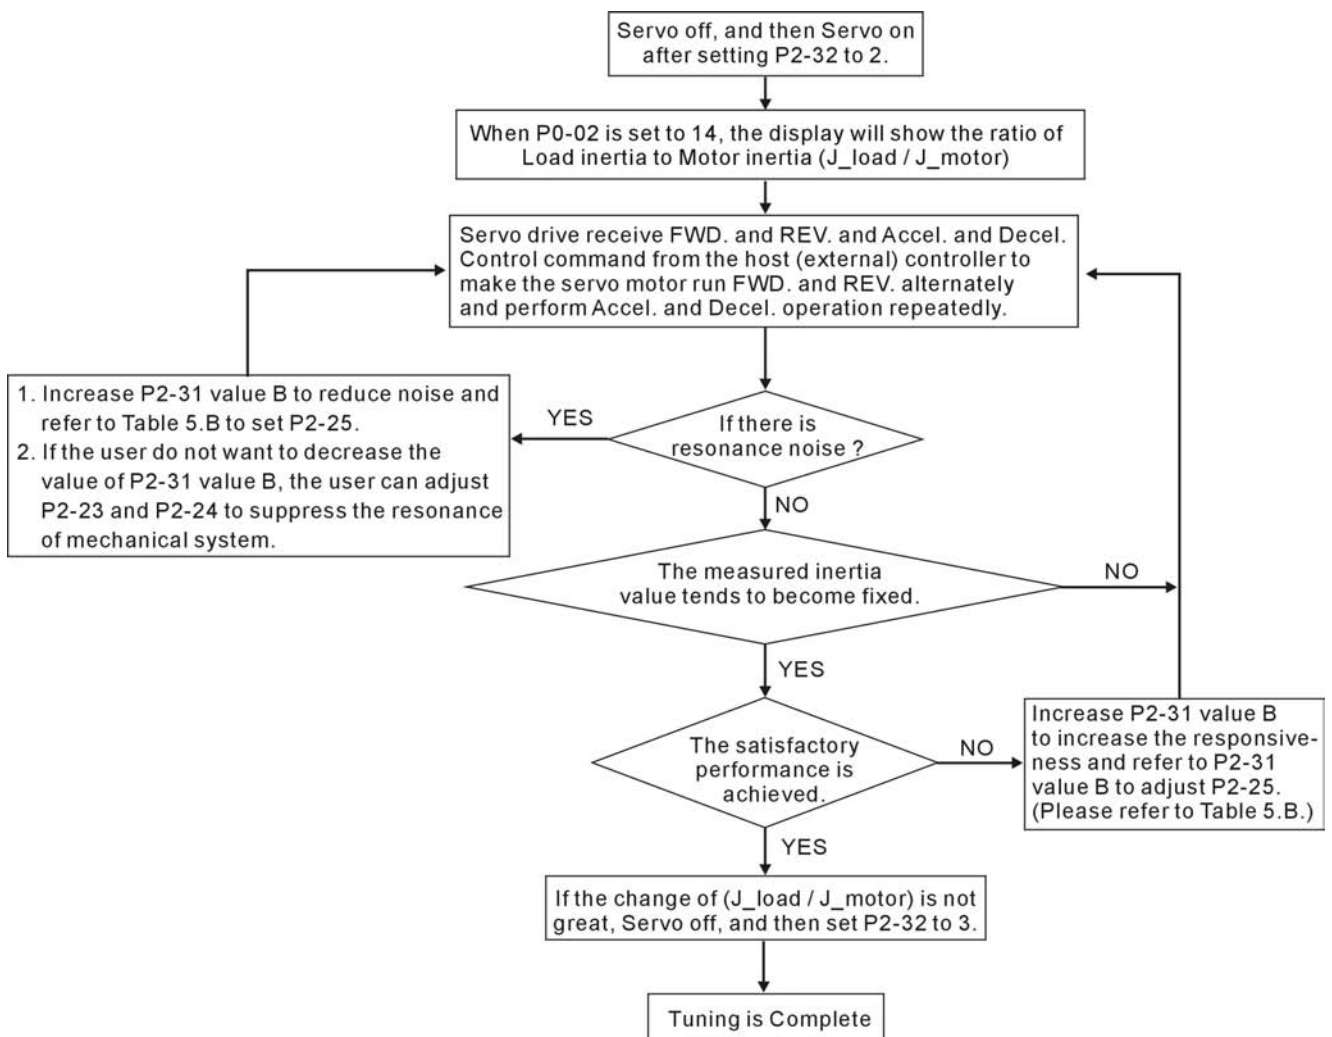 Servo off, and then Servo on
after setting P2-32 to 2.
When P0-02 is set to 14, the display will show the ratio of
Load inertia to Motor inertia (J_load / J_motor)
Servo drive receive FWD. and REV. and Accel. and Decel.
Control command from the host (external) controller to
make the servo motor run FWD. and REV. alternately
and perform Accel. and Decel. operation repeatedly.
1. Increase P2-31 value B to reduce noise and
refer to Table 5.B to set P2-25.
2. If the user do not want to decrease the
value of P2-31 value B, the user can adjust
P2-23 and P2-24 to suppress the resonance
of mechanical system.
YES
If there is
resonance noise ?
NO
The measured inertia
value tends to become fixed.
NO
YES
The satisfactory
performance is
achieved.
NO
Increase P2-31 value B
to increase the responsive-
ness and refer to P2-31
value B to adjust P2-25.
(Please refer to Table 5.B.)
YES
If the change of (J_load / J_motor) is not
great, Servo off, and then set P2-32 to 3.
Tuning is Complete